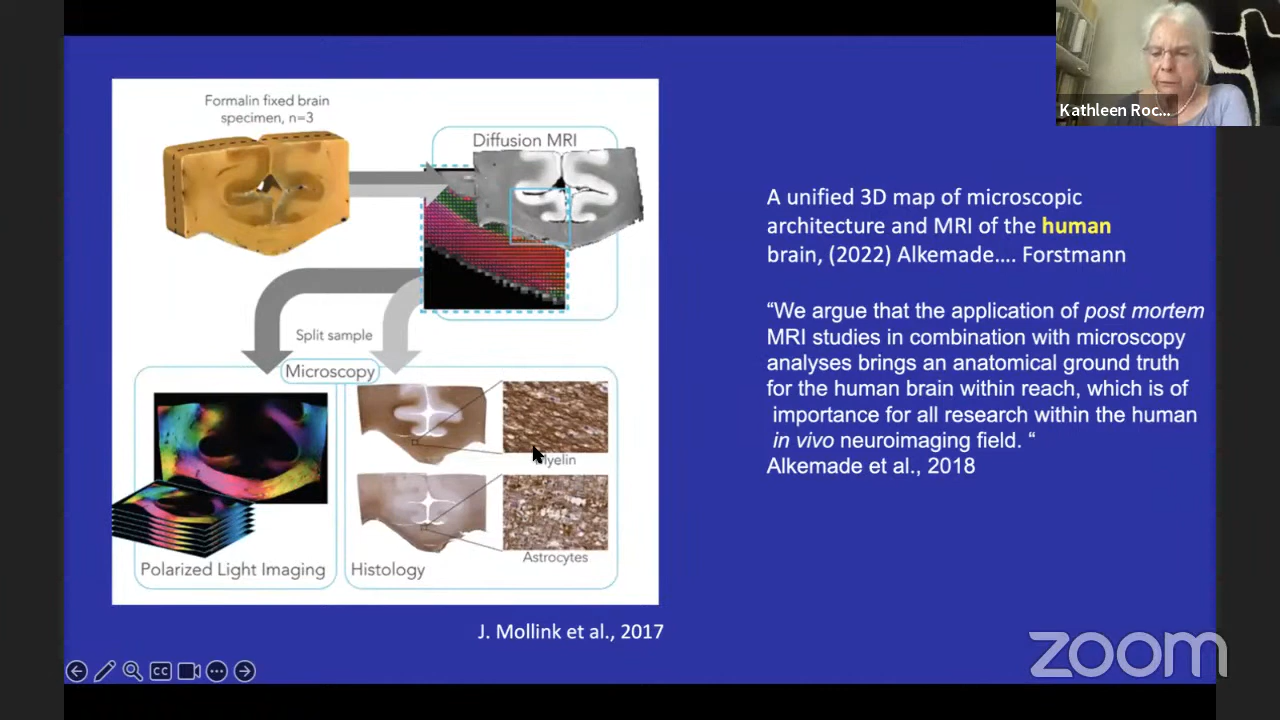 Kathleen Roc...
Formalin fixed brain
specimen, n=3
Diffusion MRI
Split sample
Microscopy
Myelin
Astrocytes
Polarized Light Imaging
Histology
J. Mollink et al., 2017
A unified 3D map of microscopic
architecture and MRI of the human
brain, (2022) Alkemade.... Forstmann
“We argue that the application of post mortem
MRI studies in combination with microscopy
analyses brings an anatomical ground truth
for the human brain within reach, which is of
importance for all research within the human
in vivo neuroimaging field. “
Alkemade et al., 2018
CC
zoom